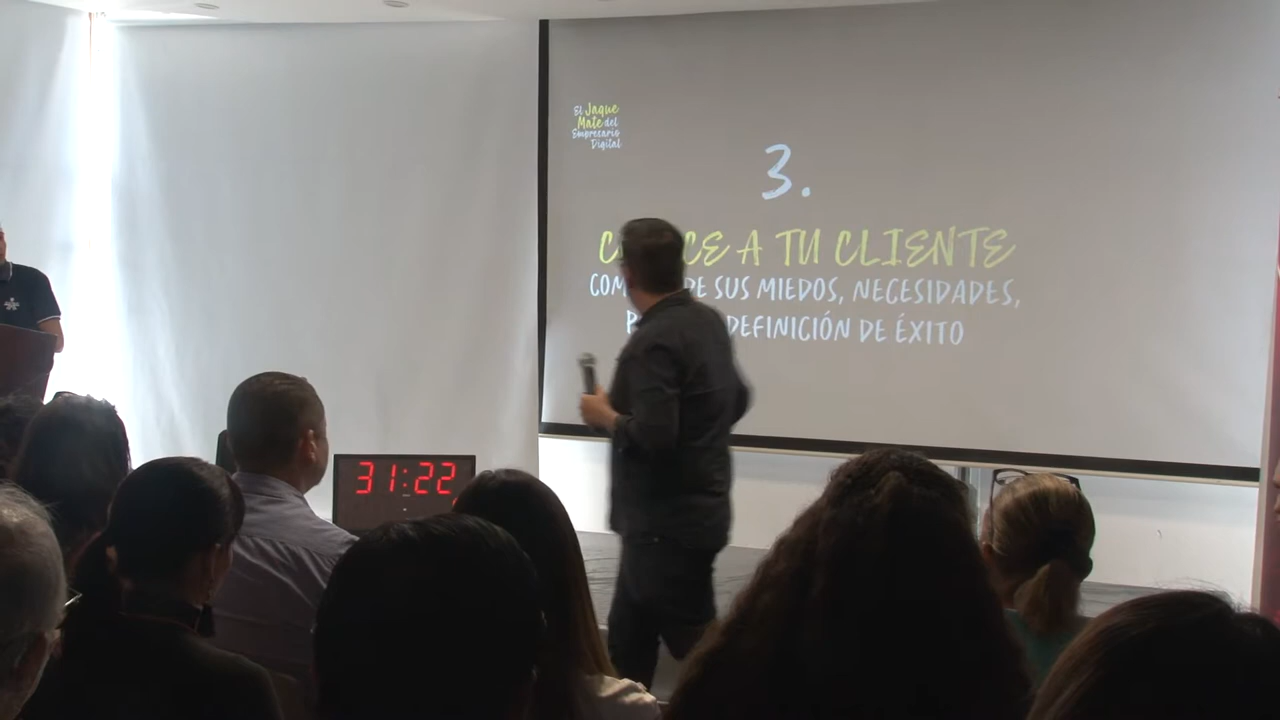 El Jaque
Mate del
Empresario
Digital
3.
CE A TU CLIENTE
DE SUS MIEDOS, NECESIDADES,
DEFINICIÓN DE ÉXITO
31:22